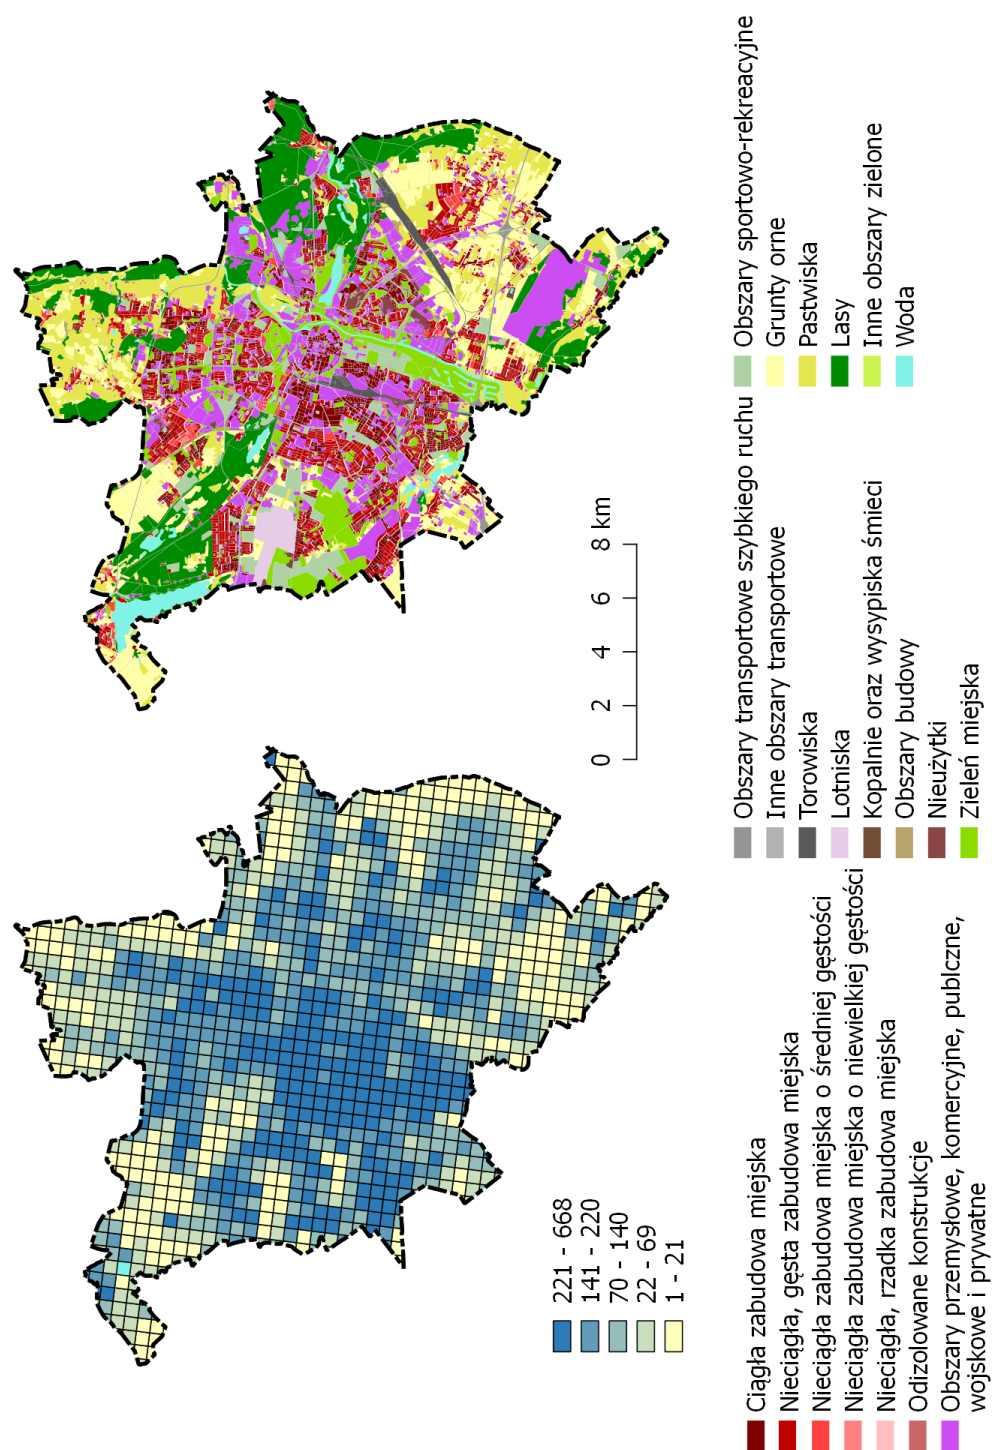 221 - 668
141 - 220
70 - 140
22 - 69
1 - 21
0 2 4 6 8 km
Ciągła zabudowa miejska
Nieciągła, gęsta zabudowa miejska
Nieciągła zabudowa miejska o średniej gęstości
Nieciągła zabudowa miejska o niewielkiej gęstości
Nieciągła, rzadka zabudowa miejska
Odizolowane konstrukcje
Obszary przemysłowe, komercyjne, publczne,
wojskowe i prywatne
Obszary transportowe szybkiego ruchu
Inne obszary transportowe
Torowiska
Lotniska
Kopalnie oraz wysypiska śmieci
Obszary budowy
Nieużytki
Zieleń miejska
Obszary sportowo-rekreacyjne
Grunty orne
Pastwiska
Lasy
Inne obszary zielone
Woda